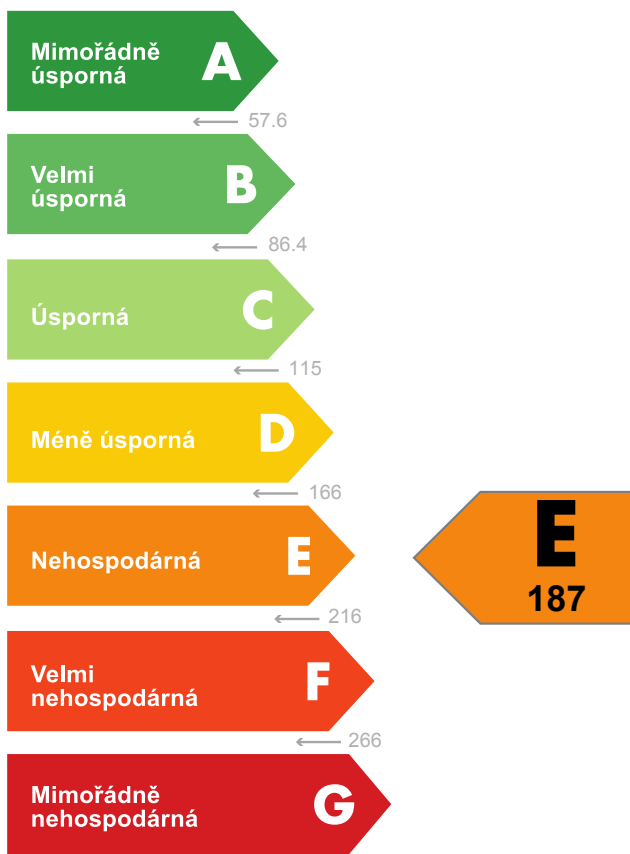 Mimořádně
úsporná
A
57.6
Velmi
úsporná
B
86.4
Úsporná
C
115
Méně úsporná
D
166
Nehospodárná
E
E
187
216
Velmi
nehospodárná
F
266
Mimořádně
nehospodárná
G